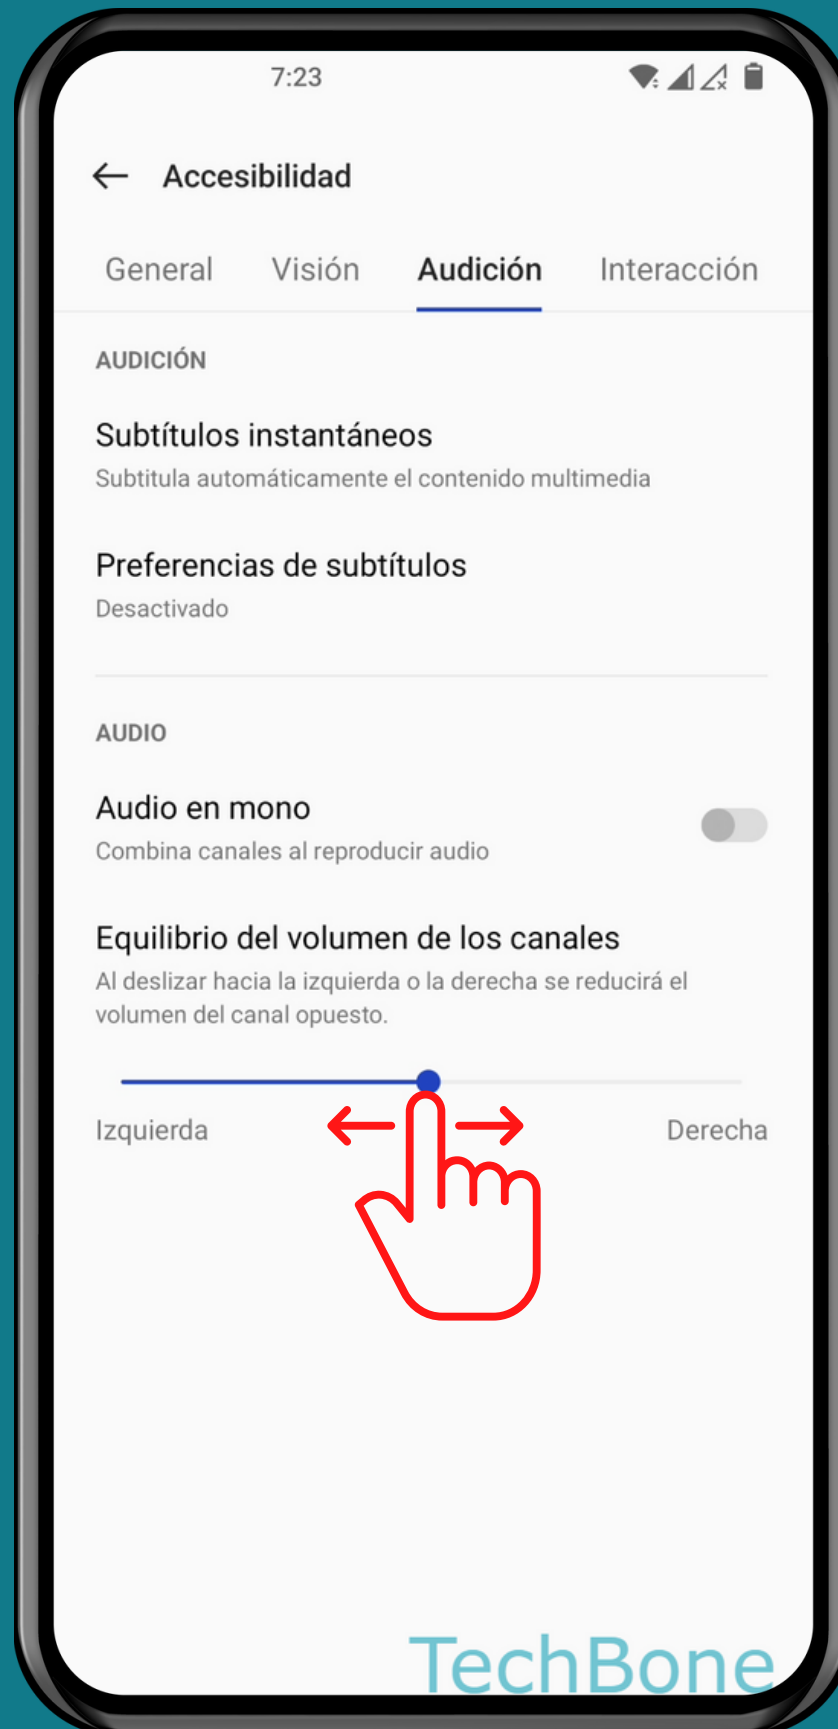 7:23
Accesibilidad
General Visión Audición Interacción
AUDICIÓN
Subtítulos instantáneos
Subtitula automáticamente el contenido multimedia
Preferencias de subtítulos
Desactivado
AUDIO
Audio en mono
Combina canales al reproducir audio
Equilibrio del volumen de los canales
Al deslizar hacia la izquierda o la derecha se reducirá el
volumen del canal opuesto.
Izquierda Derecha
TechBone